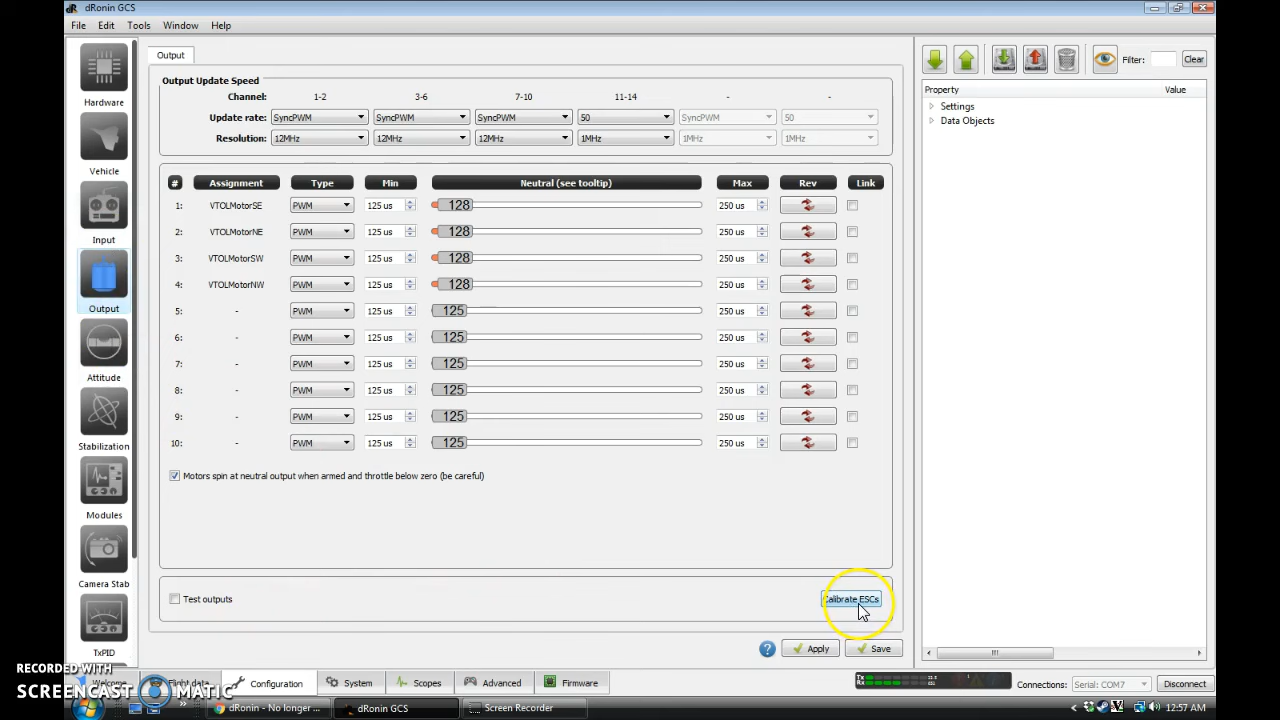 dRonin GCS
File Edit Tools Window Help
Output
Output Update Speed
Channel: 1-2 3-6 7-10 11-14 - -
Update rate: SyncPWM SyncPWM SyncPWM 50 SyncPWM 50
Resolution: 12MHz 12MHz 12MHz 1MHz 1MHz 1MHz
# Assignment Type Min Neutral (see tooltip) Max Rev Link
1: VTOLMotorSE PWM 125 us 128 250 us
2: VTOLMotorNE PWM 125 us 128 250 us
3: VTOLMotorSW PWM 125 us 128 250 us
4: VTOLMotorNW PWM 125 us 128 250 us
5: - PWM 125 us 125 250 us
6: - PWM 125 us 125 250 us
7: - PWM 125 us 125 250 us
8: - PWM 125 us 125 250 us
9: - PWM 125 us 125 250 us
10: - PWM 125 us 125 250 us
Motors spin at neutral output when armed and throttle below zero (be careful)
Test outputs
Calibrate ESCs
? Apply Save
Hardware
Vehicle
Input
Output
Attitude
Stabilization
Modules
Camera Stab
TxPID
Filter: Clear
Property Value
Settings
Data Objects
Configuration System Scopes Advanced Firmware
Tx
Rx
Connections: Serial: COM7 Disconnect
RECORDED WITH
SCREENCAST MATIC
dRonin - No longer ... dRonin GCS Screen Recorder
12:57 AM